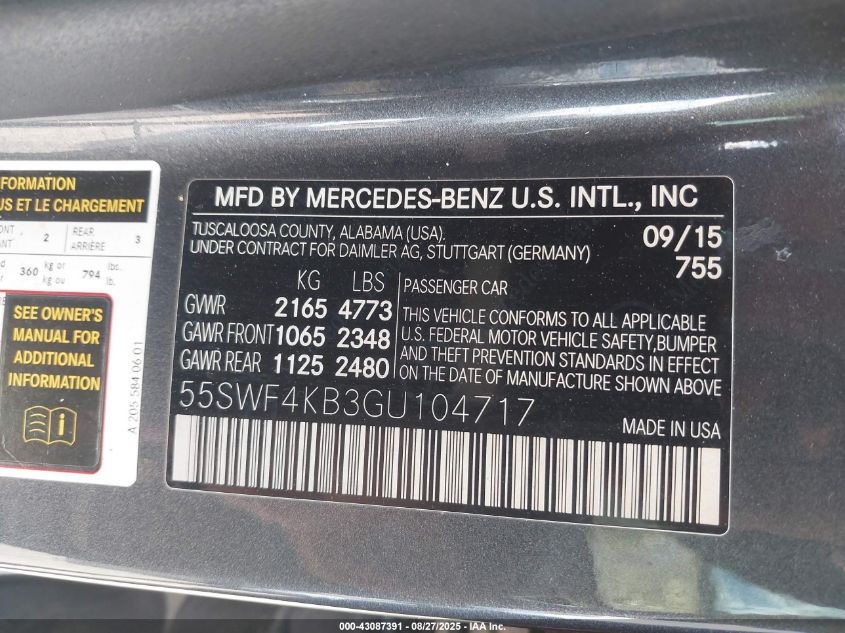 FORMATION
US ET LE CHARGEMENT
2 REAR 3
ARRIÈRE
360 kg or 794 lbs.
kg ou lb.
SEE OWNER'S
MANUAL FOR
ADDITIONAL
INFORMATION
A 205 584 06 01
MFD BY MERCEDES-BENZ U.S. INTL., INC
TUSCALOOSA COUNTY, ALABAMA (USA).
UNDER CONTRACT FOR DAIMLER AG, STUTTGART (GERMANY)
09/15
755
KG LBS
GVWR 2165 4773
GAWR FRONT 1065 2348
GAWR REAR 1125 2480
PASSENGER CAR
THIS VEHICLE CONFORMS TO ALL APPLICABLE
U.S. FEDERAL MOTOR VEHICLE SAFETY,BUMPER
AND THEFT PREVENTION STANDARDS IN EFFECT
ON THE DATE OF MANUFACTURE SHOWN ABOVE
55SWF4KB3GU104717
MADE IN USA
000-43087391 - 08/27/2025 - IAA Inc.